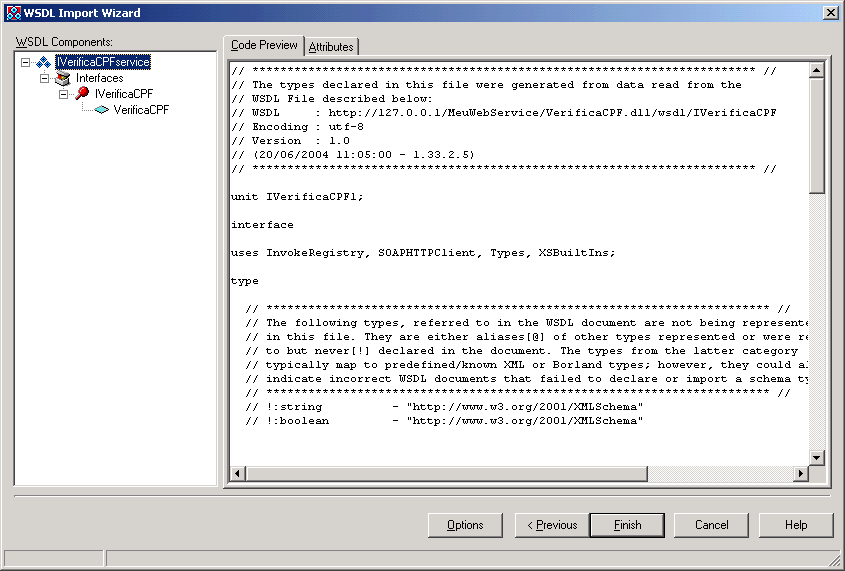 WSDL Import Wizard
WSDL Components:
IVerificaCPFservice
Interfaces
IVerificaCPF
VerificaCPF
Code Preview
Attributes
// ************************************************************************ //
// The types declared in this file were generated from data read from the
// WSDL File described below:
// WSDL     : http://127.0.0.1/MeuWebService/VerificaCPF.dll/wsdl/IVerificaCPF
// Encoding : utf-8
// Version  : 1.0
// (20/06/2004 11:05:00 - 1.33.2.5)
// ************************************************************************ //
unit IVerificaCPF1;
interface
uses InvokeRegistry, SOAPHTTPClient, Types, XSBuiltIns;
type
// ************************************************************************ //
// The following types, referred to in the WSDL document are not being represente
// in this file. They are either aliases[@] of other types represented or were re
// to but never[!] declared in the document. The types from the latter category
// typically map to predefined/known XML or Borland types; however, they could al
// indicate incorrect WSDL documents that failed to declare or import a schema ty
// ************************************************************************ //
// !:string          - "http://www.w3.org/2001/XMLSchema"
// !:boolean         - "http://www.w3.org/2001/XMLSchema"
Options
< Previous
Finish
Cancel
Help